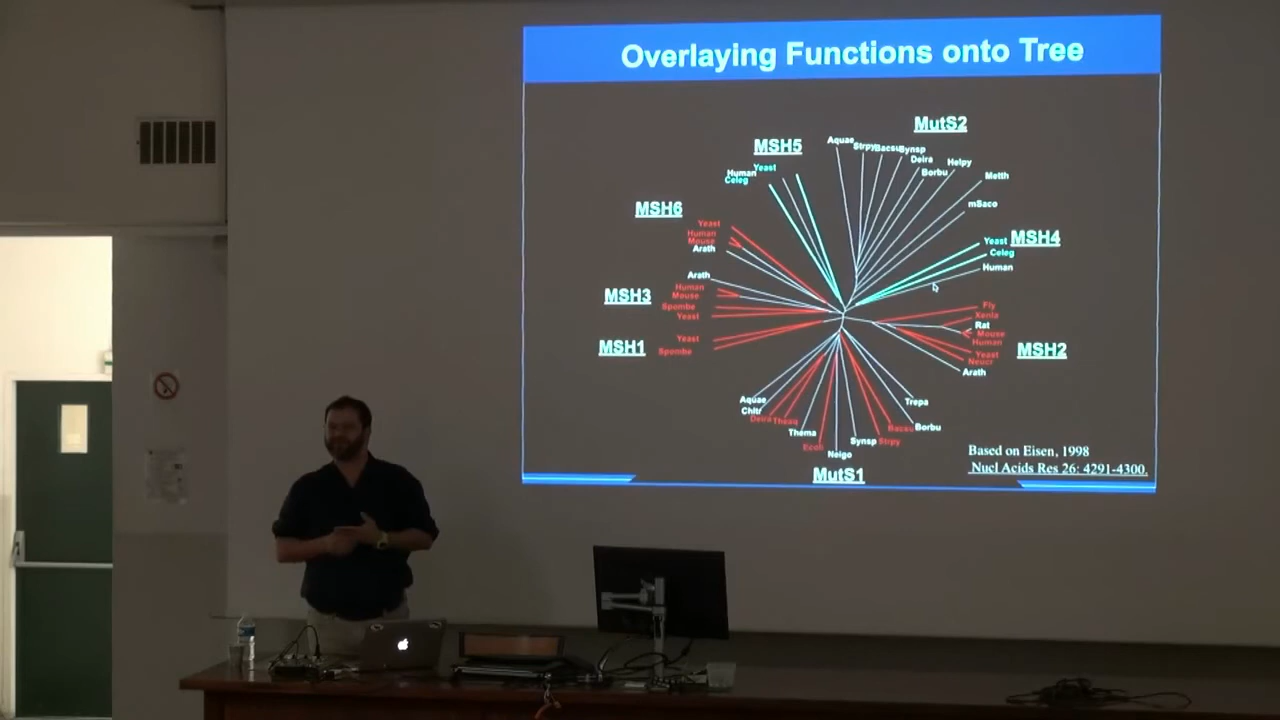 Overlaying Functions onto Tree
MutS2
Aquae
Strpy
Bacsu
Synsp
Deira
Borbu
Helpy
Metth
mSaco
MSH5
Yeast
Human
Celeg
MSH6
Yeast
Human
Mouse
Arath
Yeast
MSH4
Celeg
Human
Arath
MSH3
Human
Mouse
Spombe
Yeast
Fly
Xenla
Rat
Mouse
Human
Yeast
Neucr
Arath
MSH2
MSH1
Yeast
Spombe
Aquae
Chltr
Deira
Theaq
Thema
Ecoli
Neigo
Synsp
Strpy
Bacsu
Borbu
Trepa
MutS1
Based on Eisen, 1998
Nucl Acids Res 26: 4291-4300.